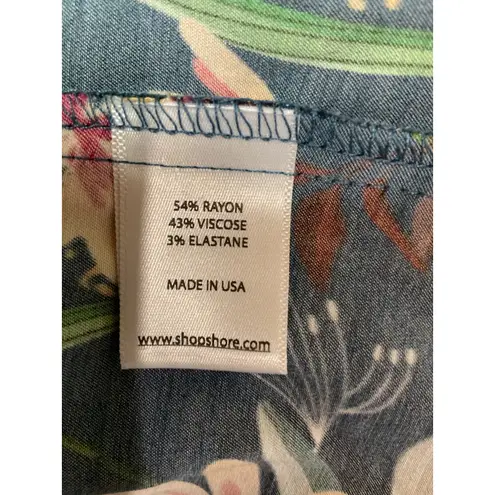 54% RAYON
43% VISCOSE
3% ELASTANE
MADE IN USA
www.shopshore.com